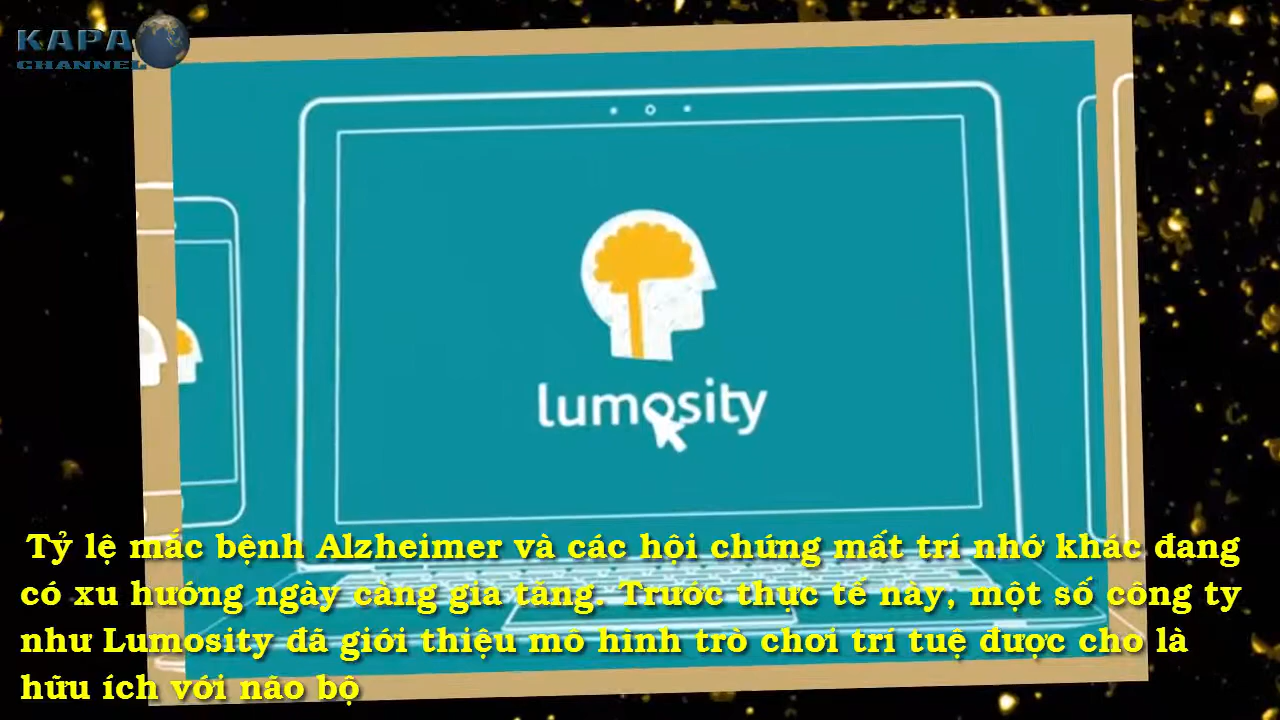 KAPA
CHANNEL
lumosity
Tỷ lệ mắc bệnh Alzheimer và các hội chứng mất trí nhớ khác đang
có xu hướng ngày càng gia tăng. Trước thực tế này, một số công ty
như Lumosity đã giới thiệu mô hình trò chơi trí tuệ được cho là
hữu ích với não bộ